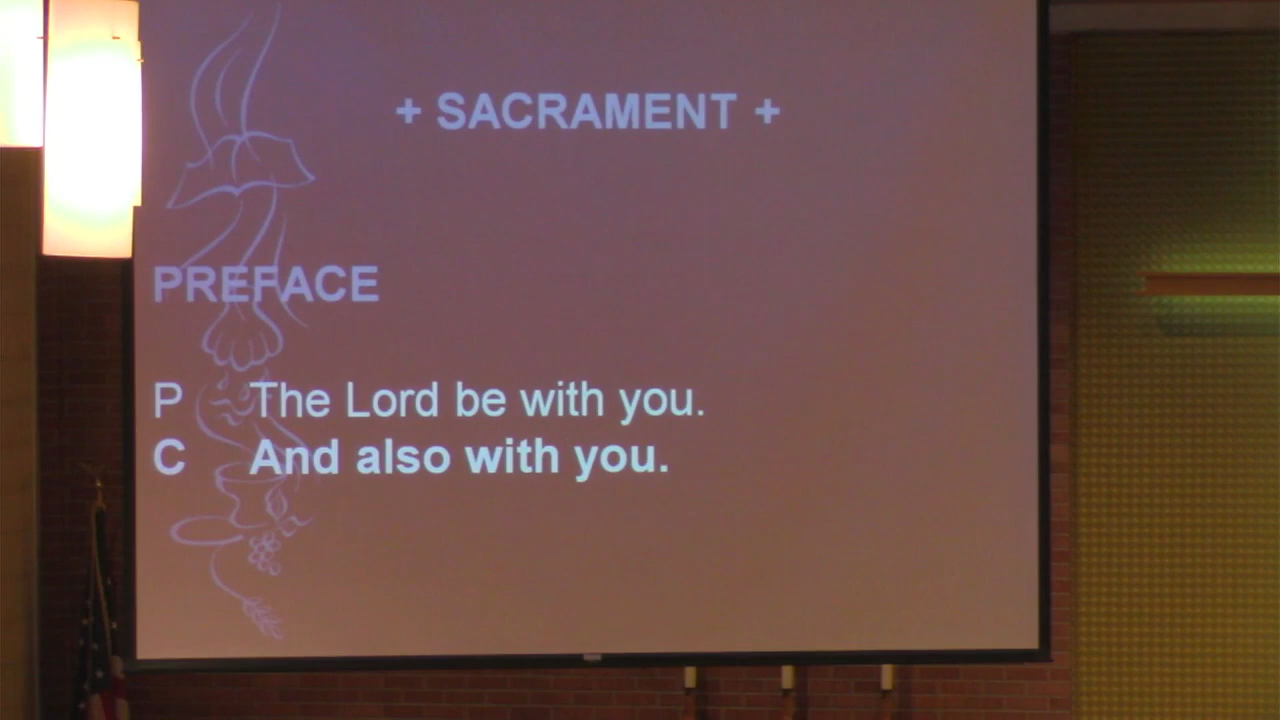 + SACRAMENT +
PREFACE
P The Lord be with you.
C And also with you.